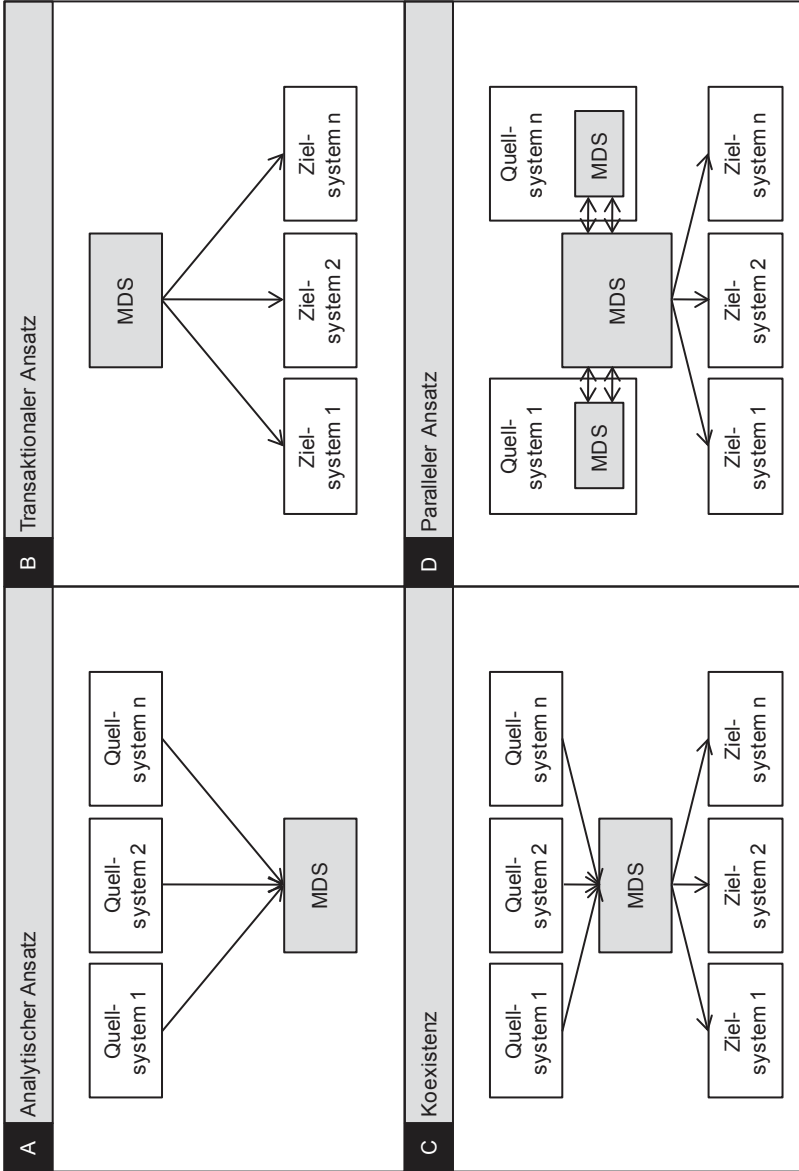 A
Analytischer Ansatz
Quell-
system 1
Quell-
system 2
Quell-
system n
MDS
B
Transaktionaler Ansatz
MDS
Ziel-
system 1
Ziel-
system 2
Ziel-
system n
C
Koexistenz
Quell-
system 1
Quell-
system 2
Quell-
system n
MDS
Ziel-
system 1
Ziel-
system 2
Ziel-
system n
D
Paralleler Ansatz
Quell-
system 1
MDS
MDS
Quell-
system n
MDS
Ziel-
system 1
Ziel-
system 2
Ziel-
system n